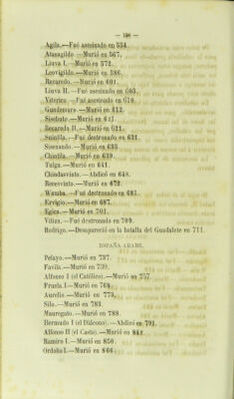 — 198 —
Agila.—Fué asesinado en 554.
Atanagildo.—Murió en 567.
Liuva I.—Murió en 572.
Leovigildo.—Murió en 586.
Recaredo.—Murió en 601.
Liuva II.—Fué asesinado en 603.
Viterico.—Fué asesinado en 610.
Gundemaro.—Murió en 612.
Sisebuto.—Murió en 621.
Recaredo II.—Murió en 621.
Suintila.—Fué destronado en 631.
Sisenando.—Murió en 635
Chintila.—Murió en 639.
Tulga.—Murió en 641.
Chindasvinto.—Abdicó en 648.
Recesvinto.—Murió en 672.
Wamba.—Fué destronado en 687.
Ervigio.—Murió en 687.
Egica.—Murió en 701.
Vitiza.—Fué destronado en 709.
Rodrigo.—Desapareció en la batalla del Guadalete en 711.
ESPAÑA ARABE.
Pelayo.—Murió en 737.
Favila.—Murió en 739.
Alfonso I (el Católico).—Murió en 757.
Fruela I.—Murió en 768.
Aurelio.—Murió en 773.
Silo.—Murió en 783.
Mauregato.—Murió en 788.
Bermudo I (el Diácono).—Abdicó en 791.
Alfonso II (el Casto).—Murió en 842.
Ramiro I.—Murió en 850.
Ordoño I.—Murió en 866.